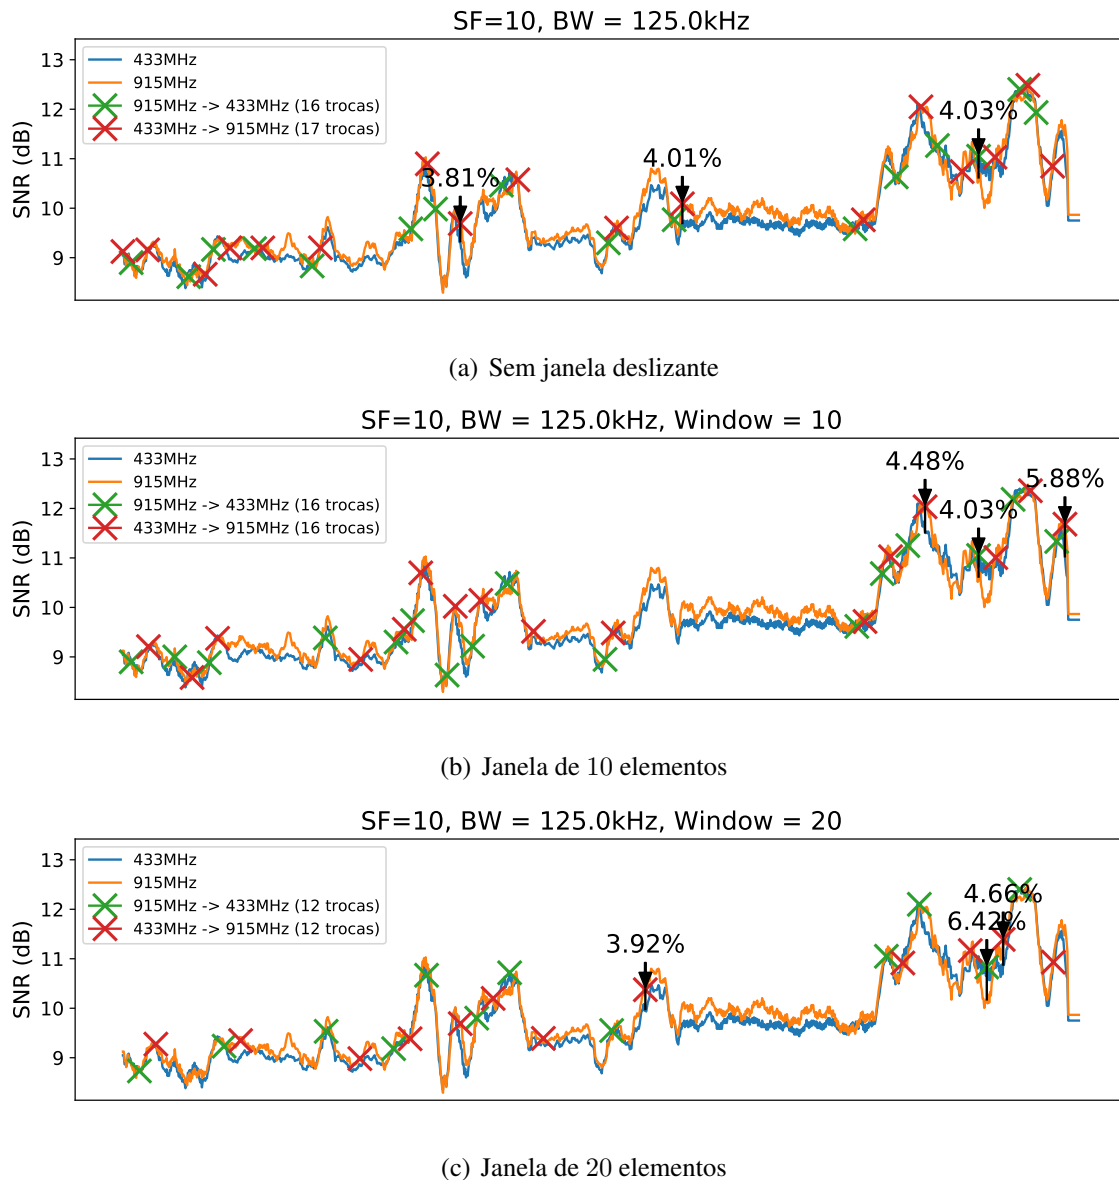 SF=10, BW = 125.0kHz
13
12
11
10
9
SNR (dB)
433MHz
915MHz
915MHz -> 433MHz (16 trocas)
433MHz -> 915MHz (17 trocas)
3.81%
4.01%
4.03%
(a) Sem janela deslizante
SF=10, BW = 125.0kHz, Window = 10
13
12
11
10
9
SNR (dB)
433MHz
915MHz
915MHz -> 433MHz (16 trocas)
433MHz -> 915MHz (16 trocas)
4.48%
4.03%
5.88%
(b) Janela de 10 elementos
SF=10, BW = 125.0kHz, Window = 20
13
12
11
10
9
SNR (dB)
433MHz
915MHz
915MHz -> 433MHz (12 trocas)
433MHz -> 915MHz (12 trocas)
3.92%
4.66%
6.42%
(c) Janela de 20 elementos